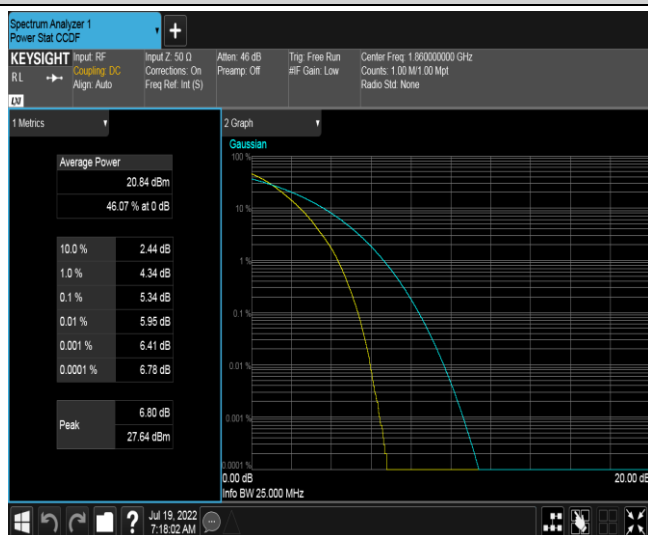 Spectrum Analyzer 1
Power Stat CCDF
+
KEYSIGHT
RL
LXI
Input: RF
Coupling: DC
Align: Auto
Input Z: 50 Ω
Corrections: On
Freq Ref: Int (S)
Atten: 46 dB
Preamp: Off
Trig: Free Run
#IF Gain: Low
Center Freq: 1.860000000 GHz
Counts: 1.00 M/1.00 Mpt
Radio Std: None
1 Metrics
Average Power
20.84 dBm
46.07 % at 0 dB
10.0 % 2.44 dB
1.0 % 4.34 dB
0.1 % 5.34 dB
0.01 % 5.95 dB
0.001 % 6.41 dB
0.0001 % 6.78 dB
Peak
6.80 dB
27.64 dBm
2 Graph
Gaussian
100 %
10 %
1 %
0.1 %
0.01 %
0.001 %
0.0001 %
0.00 dB 20.00 dB
Info BW 25.000 MHz
?
Jul 19, 2022
7:18:02 AM